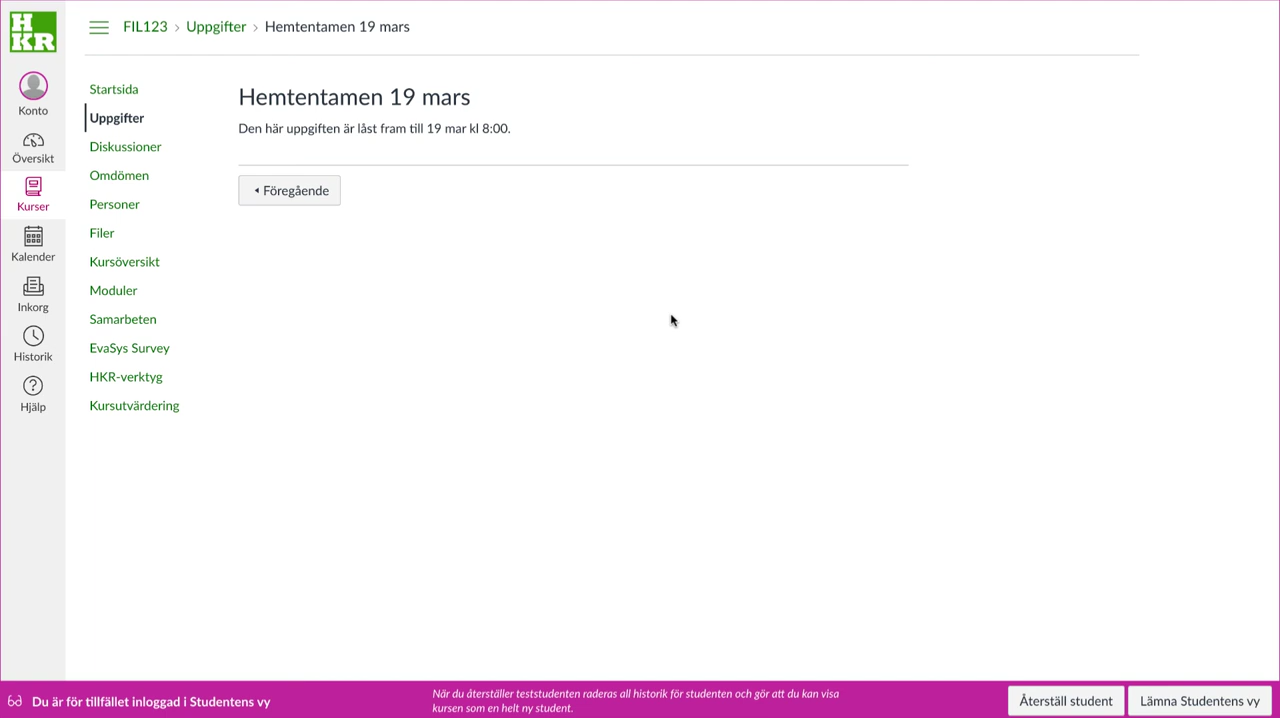 HKR
FIL123 › Uppgifter › Hemtentamen 19 mars
Konto
Översikt
Kurser
Kalender
Inkorg
Historik
Hjälp
Startsida
Uppgifter
Diskussioner
Omdömen
Personer
Filer
Kursöversikt
Moduler
Samarbeten
EvaSys Survey
HKR-verktyg
Kursutvärdering
Hemtentamen 19 mars
Den här uppgiften är låst fram till 19 mar kl 8:00.
Föregående
Du är för tillfället inloggad i Studentens vy
När du återställer teststudenten raderas all historik för studenten och gör att du kan visa
kursen som en helt ny student.
Återställ student
Lämna Studentens vy